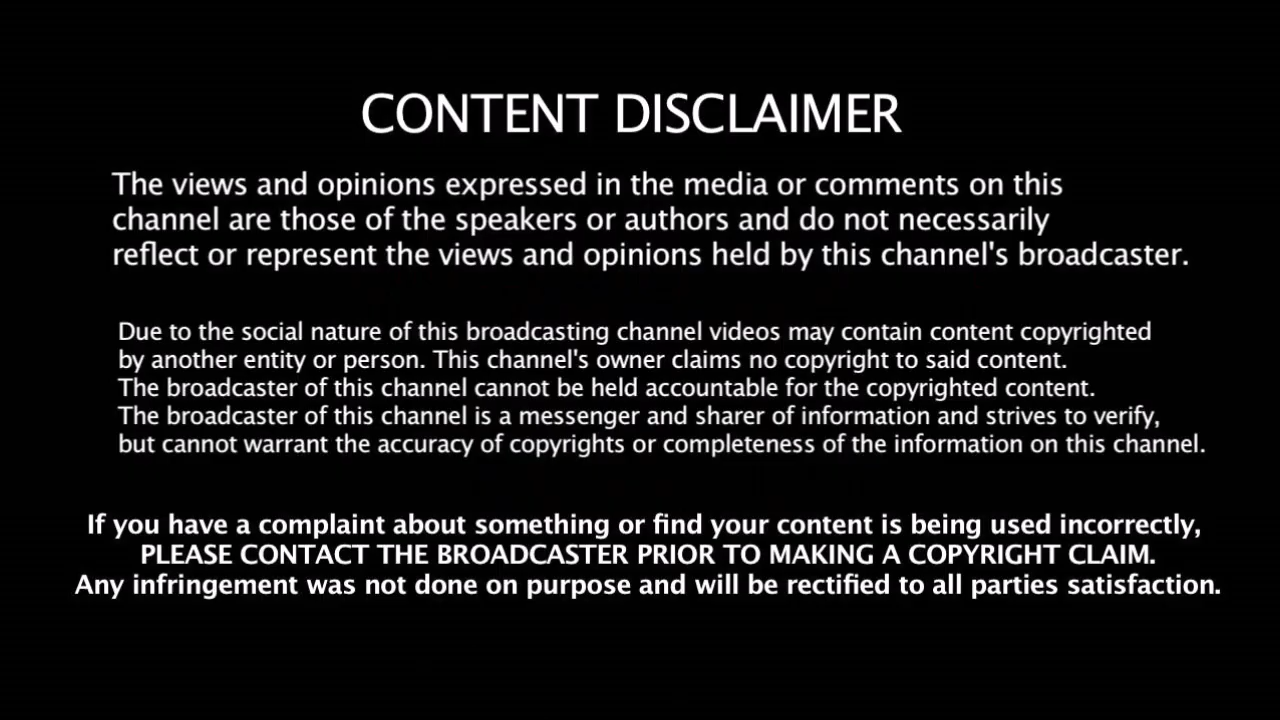 CONTENT DISCLAIMER
The views and opinions expressed in the media or comments on this
channel are those of the speakers or authors and do not necessarily
reflect or represent the views and opinions held by this channel's broadcaster.
Due to the social nature of this broadcasting channel videos may contain content copyrighted
by another entity or person. This channel's owner claims no copyright to said content.
The broadcaster of this channel cannot be held accountable for the copyrighted content.
The broadcaster of this channel is a messenger and sharer of information and strives to verify,
but cannot warrant the accuracy of copyrights or completeness of the information on this channel.
If you have a complaint about something or find your content is being used incorrectly,
PLEASE CONTACT THE BROADCASTER PRIOR TO MAKING A COPYRIGHT CLAIM.
Any infringement was not done on purpose and will be rectified to all parties satisfaction.